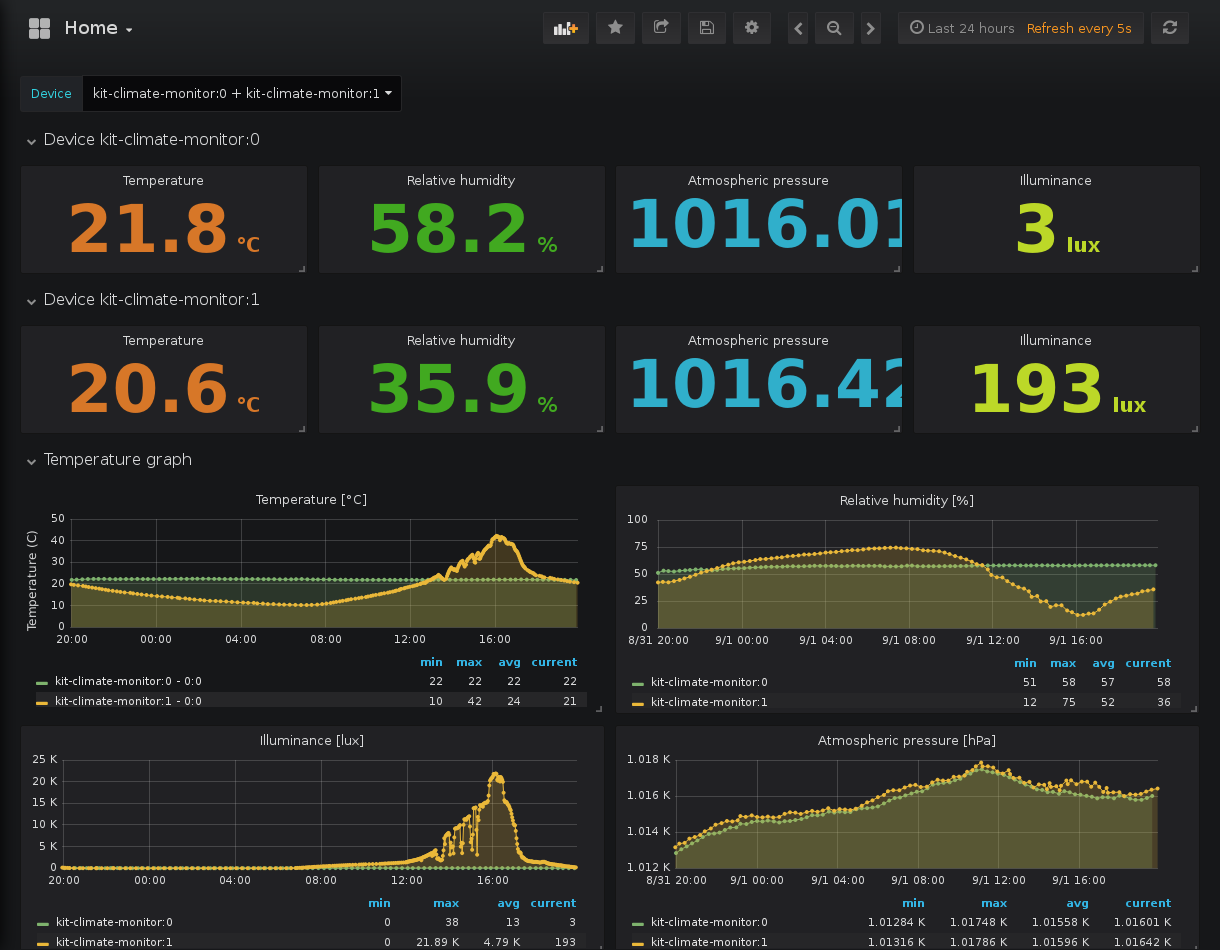 Home
Last 24 hours Refresh every 5s
Device kit-climate-monitor:0 + kit-climate-monitor:1
Device kit-climate-monitor:0
Temperature Relative humidity Atmospheric pressure Illuminance
21.8 °C 58.2 % 1016.01 3 lux
Device kit-climate-monitor:1
Temperature Relative humidity Atmospheric pressure Illuminance
20.6 °C 35.9 % 1016.42 193 lux
Temperature graph
Temperature [°C]
Temperature (C)
50
40
30
20
10
0
20:00 00:00 04:00 08:00 12:00 16:00
min max avg current
kit-climate-monitor:0 - 0:0 22 22 22 22
kit-climate-monitor:1 - 0:0 10 42 24 21
Relative humidity [%]
100
75
50
25
0
8/31 20:00 9/1 00:00 9/1 04:00 9/1 08:00 9/1 12:00 9/1 16:00
min max avg current
kit-climate-monitor:0 51 58 57 58
kit-climate-monitor:1 12 75 52 36
Illuminance [lux]
25 K
20 K
15 K
10 K
5 K
0
20:00 00:00 04:00 08:00 12:00 16:00
min max avg current
kit-climate-monitor:0 0 38 13 3
kit-climate-monitor:1 0 21.89 K 4.79 K 193
Atmospheric pressure [hPa]
1.018 K
1.016 K
1.014 K
1.012 K
8/31 20:00 9/1 00:00 9/1 04:00 9/1 08:00 9/1 12:00 9/1 16:00
min max avg current
kit-climate-monitor:0 1.01284 K 1.01748 K 1.01558 K 1.01601 K
kit-climate-monitor:1 1.01316 K 1.01786 K 1.01596 K 1.01642 K